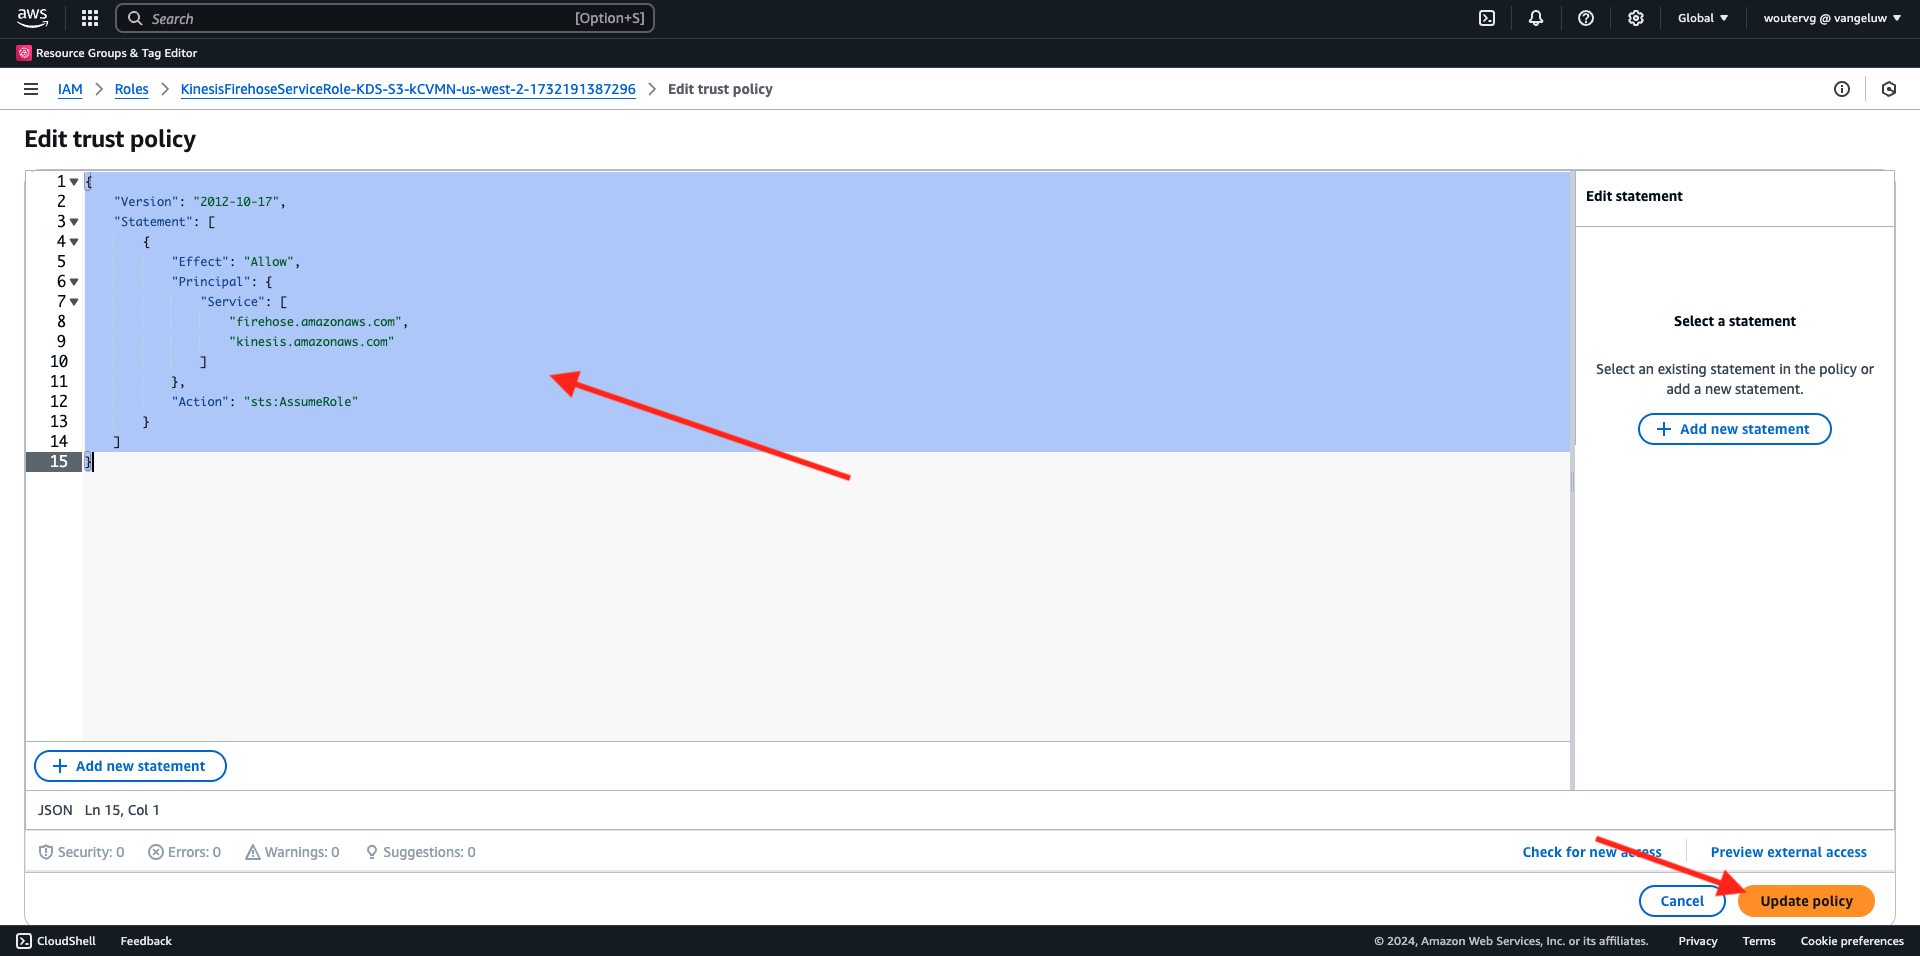 aws
Search [Option+S]
Global
woutervg @ vangeluw
Resource Groups & Tag Editor
IAM
Roles
KinesisFirehoseServiceRole-KDS-S3-kCVMN-us-west-2-1732191387296
Edit trust policy
Edit trust policy
1 {
2 "Version": "2012-10-17",
3 "Statement": [
4 {
5 "Effect": "Allow",
6 "Principal": {
7 "Service": [
8 "firehose.amazonaws.com",
9 "kinesis.amazonaws.com"
10 ]
11 },
12 "Action": "sts:AssumeRole"
13 }
14 ]
15 }
Edit statement
Select a statement
Select an existing statement in the policy or
add a new statement.
+ Add new statement
+ Add new statement
JSON Ln 15, Col 1
Security: 0
Errors: 0
Warnings: 0
Suggestions: 0
Check for new access
Preview external access
Cancel
Update policy
CloudShell
Feedback
© 2024, Amazon Web Services, Inc. or its affiliates.
Privacy
Terms
Cookie preferences